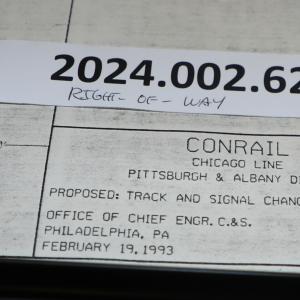 2024.002.62
RIGHT-OF-WAY
CONRAIL
CHICAGO LINE
PITTSBURGH & ALBANY DI
PROPOSED: TRACK AND SIGNAL CHANG
OFFICE OF CHIEF ENGR. C.&S.
PHILADELPHIA, PA
FEBRUARY 19, 1993